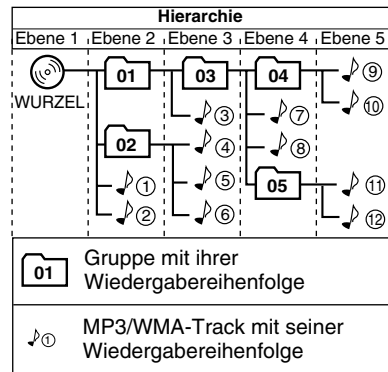 Hierarchie
Ebene 1 Ebene 2 Ebene 3 Ebene 4 Ebene 5
01 03 04 ⑨
WURZEL ⑩
③ ⑦
02 ④ ⑧
① ⑤ 05 ⑪
② ⑥ ⑫
01 Gruppe mit ihrer
Wiedergabereihenfolge
① MP3/WMA-Track mit seiner
Wiedergabereihenfolge